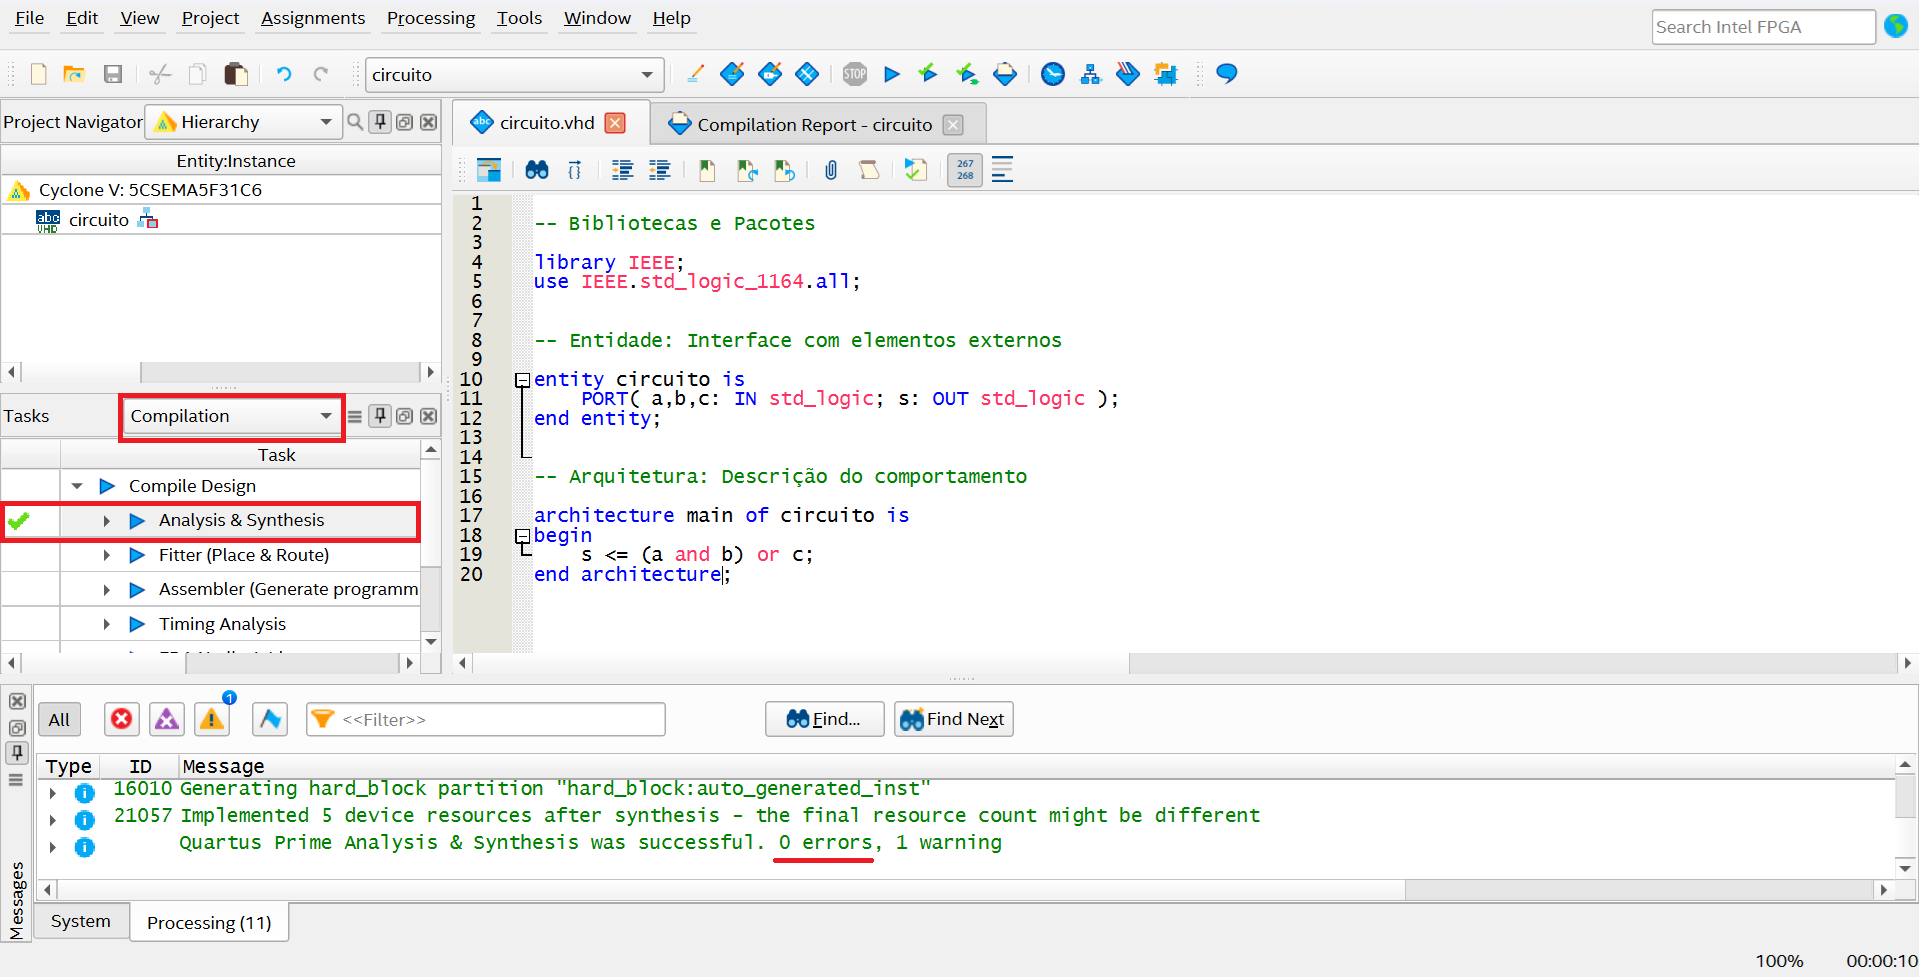 File Edit View Project Assignments Processing Tools Window Help
Search Intel FPGA
circuito
STOP
Project Navigator Hierarchy
abc circuito.vhd
Compilation Report - circuito
267
268
Entity:Instance
Cyclone V: 5CSEMA5F31C6
abc
VHD
circuito
Tasks Compilation
Task
Compile Design
Analysis & Synthesis
Fitter (Place & Route)
Assembler (Generate programm
Timing Analysis
1
2 -- Bibliotecas e Pacotes
3
4 library IEEE;
5 use IEEE.std_logic_1164.all;
6
7
8 -- Entidade: Interface com elementos externos
9
10 entity circuito is
11 PORT( a,b,c: IN std_logic; s: OUT std_logic );
12 end entity;
13
14
15 -- Arquitetura: Descrição do comportamento
16
17 architecture main of circuito is
18 begin
19 s <= (a and b) or c;
20 end architecture;
All
1
<<Filter>>
Find...
Find Next
Type ID Message
16010 Generating hard_block partition "hard_block:auto_generated_inst"
21057 Implemented 5 device resources after synthesis - the final resource count might be different
Quartus Prime Analysis & Synthesis was successful. 0 errors, 1 warning
Messages
System
Processing (11)
100% 00:00:10